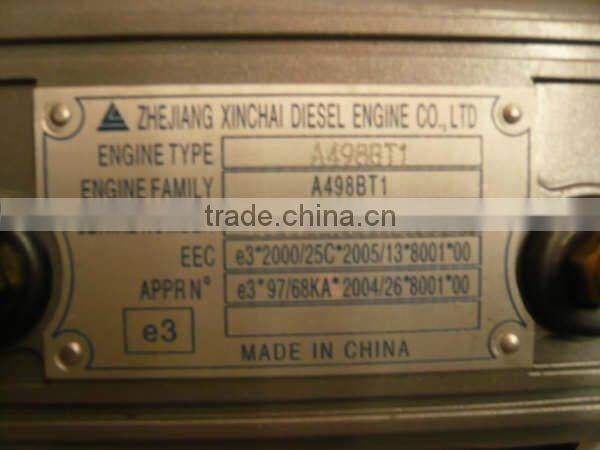 ZHEJIANG XINCHAI DIESEL ENGINE CO., LTD
ENGINE TYPE A498BT1
ENGINE FAMILY A498BT1
trade.china.cn
EEC e3*2000/25C*2005/13*8001*00
APPR N° e3*97/68KA*2004/26*8001*00
e3
MADE IN CHINA